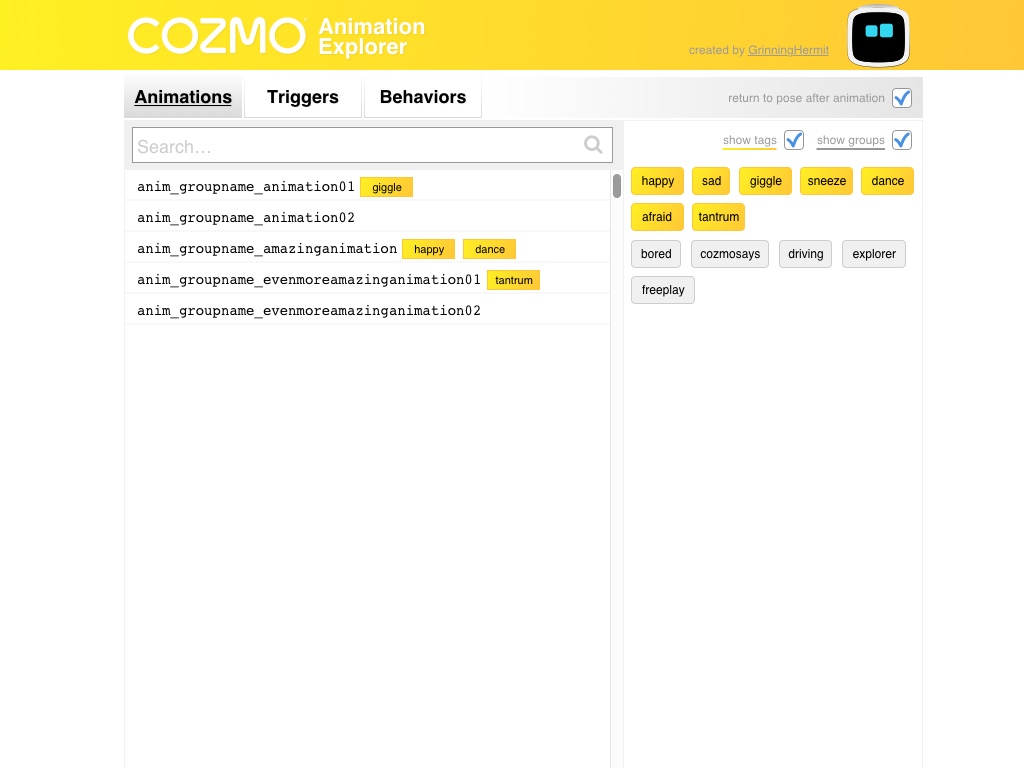 COZMO Animation Explorer
created by GrinningHermit
Animations Triggers Behaviors return to pose after animation
Search...
show tags show groups
anim_groupname_animation01 giggle
anim_groupname_animation02
anim_groupname_amazinganimation happy dance
anim_groupname_evenmoreamazinganimation01 tantrum
anim_groupname_evenmoreamazinganimation02
happy sad giggle sneeze dance
afraid tantrum
bored cozmosays driving explorer
freeplay